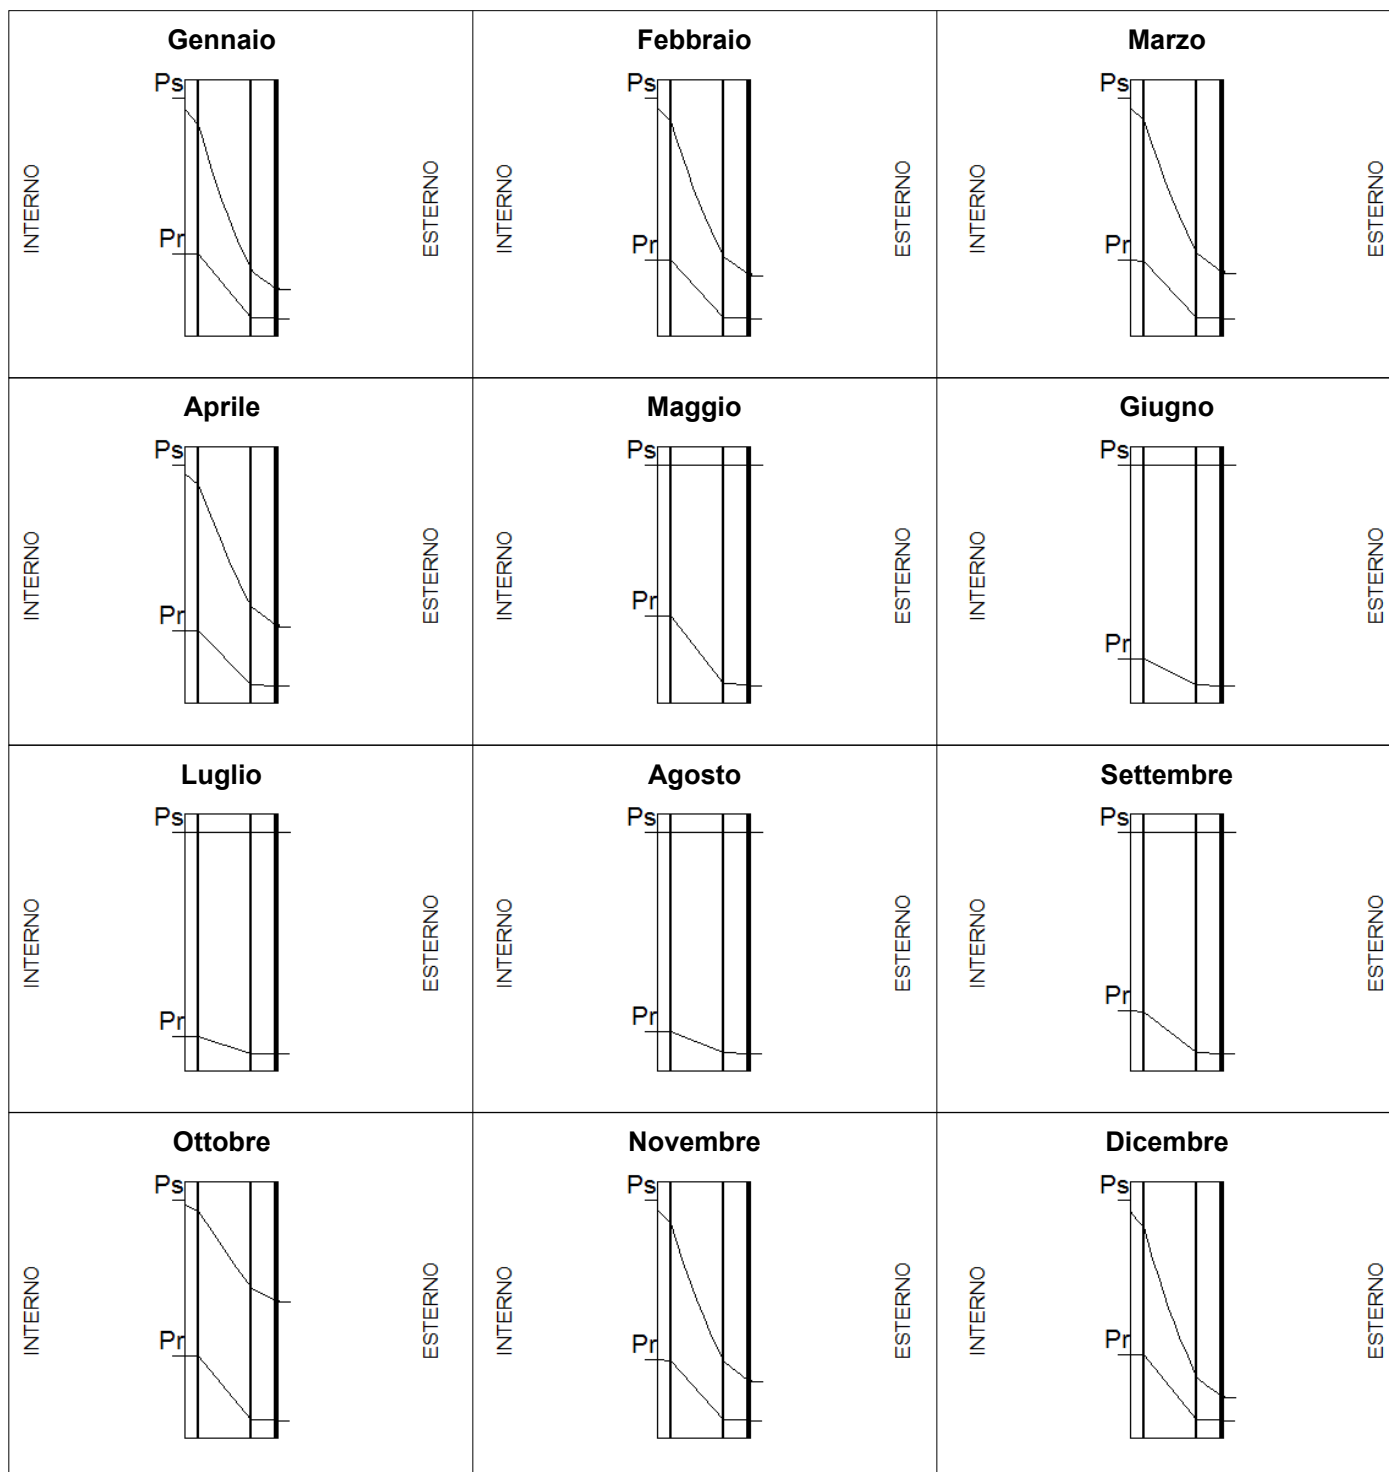 Gennaio
Ps
Pr
INTERNO
ESTERNO
Febbraio
Ps
Pr
INTERNO
ESTERNO
Marzo
Ps
Pr
INTERNO
ESTERNO
Aprile
Ps
Pr
INTERNO
ESTERNO
Maggio
Ps
Pr
INTERNO
ESTERNO
Giugno
Ps
Pr
INTERNO
ESTERNO
Luglio
Ps
Pr
INTERNO
ESTERNO
Agosto
Ps
Pr
INTERNO
ESTERNO
Settembre
Ps
Pr
INTERNO
ESTERNO
Ottobre
Ps
Pr
INTERNO
ESTERNO
Novembre
Ps
Pr
INTERNO
ESTERNO
Dicembre
Ps
Pr
INTERNO
ESTERNO